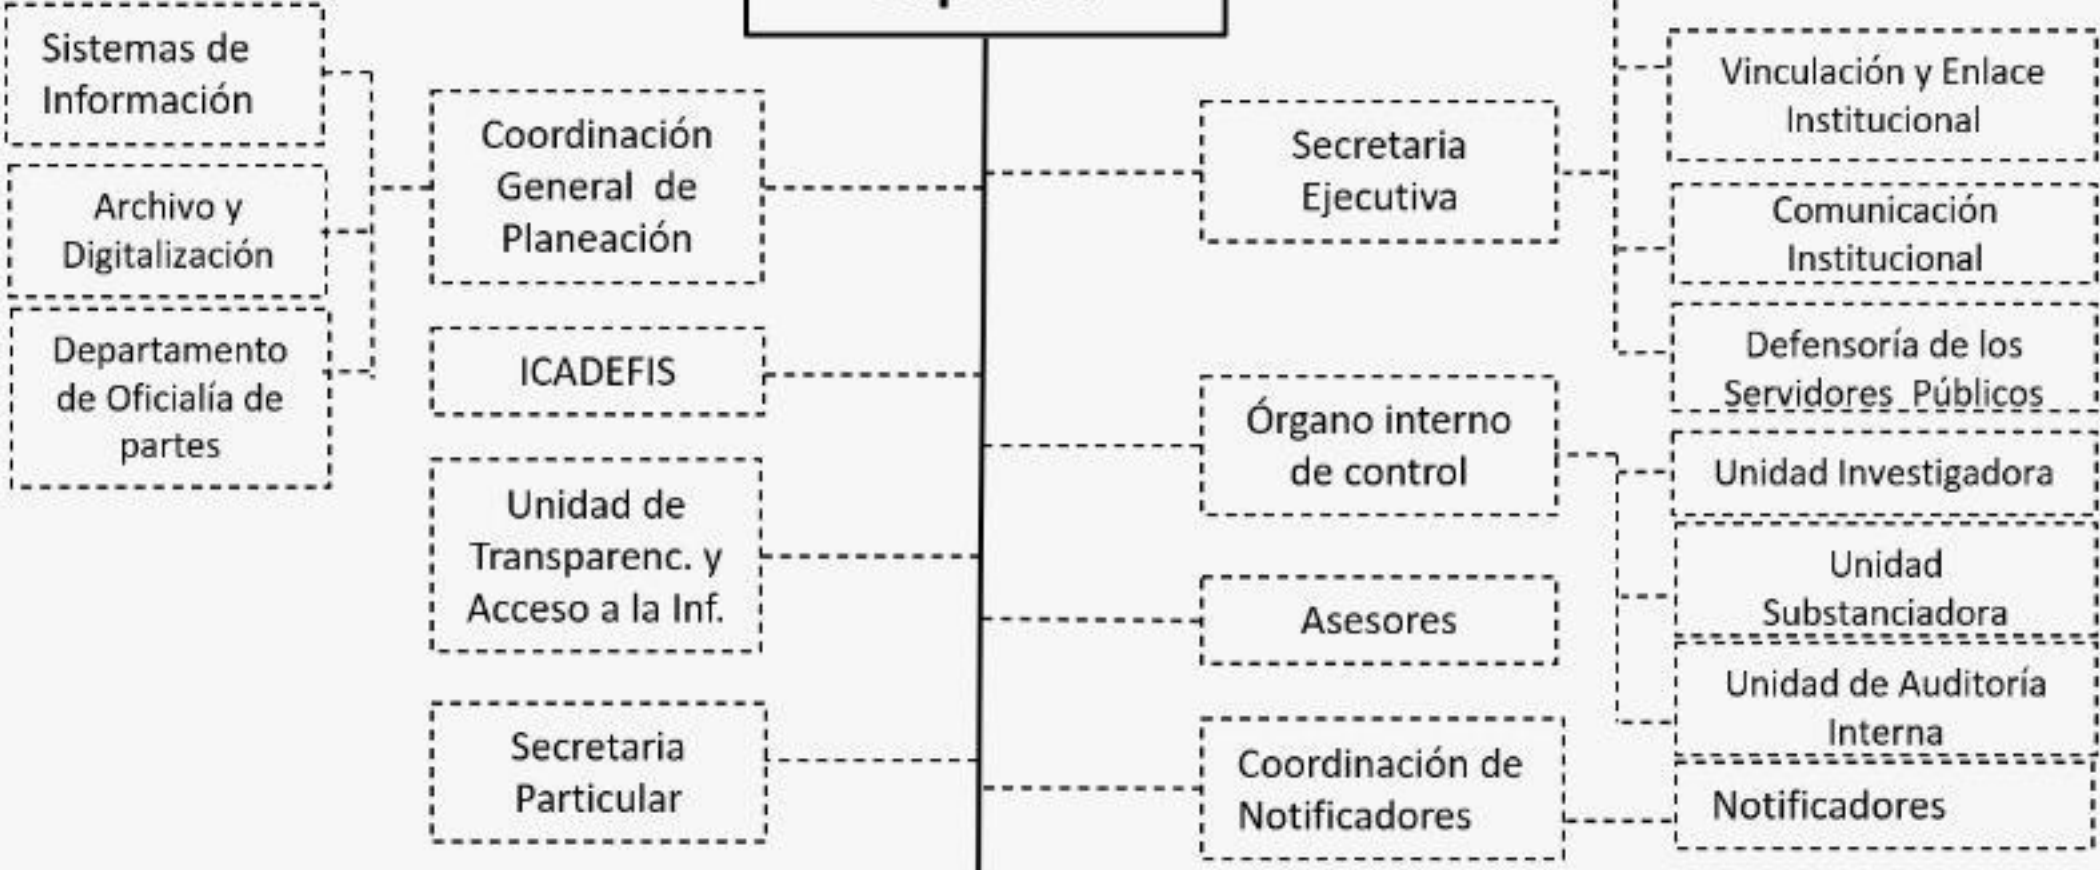 Sistemas de
Información
Archivo y
Digitalización
Departamento
de Oficialía de
partes
Coordinación
General de
Planeación
ICADEFIS
Unidad de
Transparenc. y
Acceso a la Inf.
Secretaria
Particular
Secretaria
Ejecutiva
Órgano interno
de control
Asesores
Coordinación de
Notificadores
Vinculación y Enlace
Institucional
Comunicación
Institucional
Defensoría de los
Servidores Públicos
Unidad Investigadora
Unidad
Substanciadora
Unidad de Auditoría
Interna
Notificadores